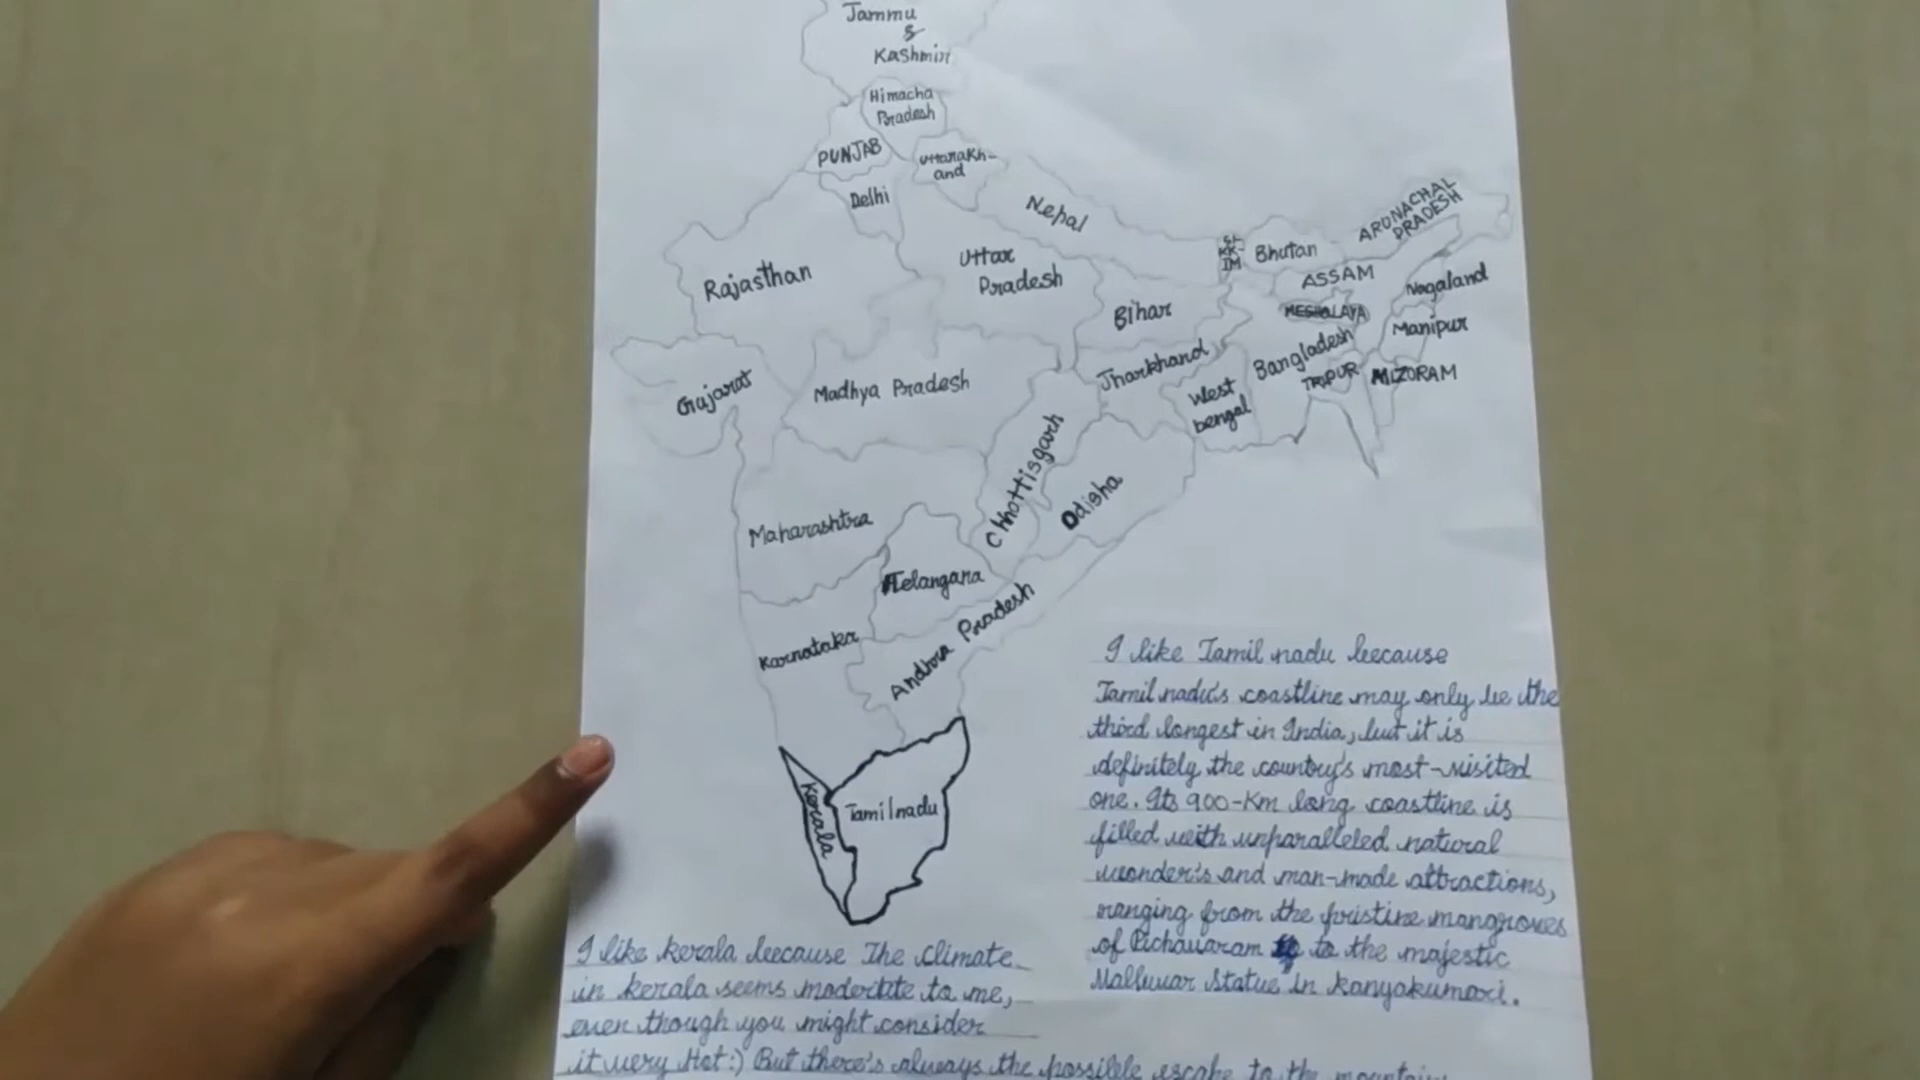 Jammu
&
Kashmir
Himacha
Pradesh
PUNJAB
Uttarakh-
and
Delhi
Nepal
Rajasthan
Uttar
Pradesh
SI
KK-
IM
Bhutan
ARUNACHAL
PRADESH
ASSAM
Nagaland
MEGHALAYA
Bihar
Manipur
Bangladesh
Gujarat
Madhya Pradesh
Jharkhand
West
bengal
TRIPUR
MIZORAM
Chhattisgarh
Odisha
Maharashtra
Telangana
Karnataka
Andhra Pradesh
Kerala
Tamilnadu
I like Tamil nadu because
Tamil nadu's coastline may only be the
third longest in India, but it is
definitely the country's most-visited
one. Its 900-Km long coastline is
filled with unparalleled natural
wonder's and man-made attractions,
ranging from the pristine mangroves
of Pichavaram to the majestic
Statue in Kanyakumari.
I like kerala because The Climate
in kerala seems to me,
even though you might consider
it very Hot:) But there's always the possible escape to the mountain